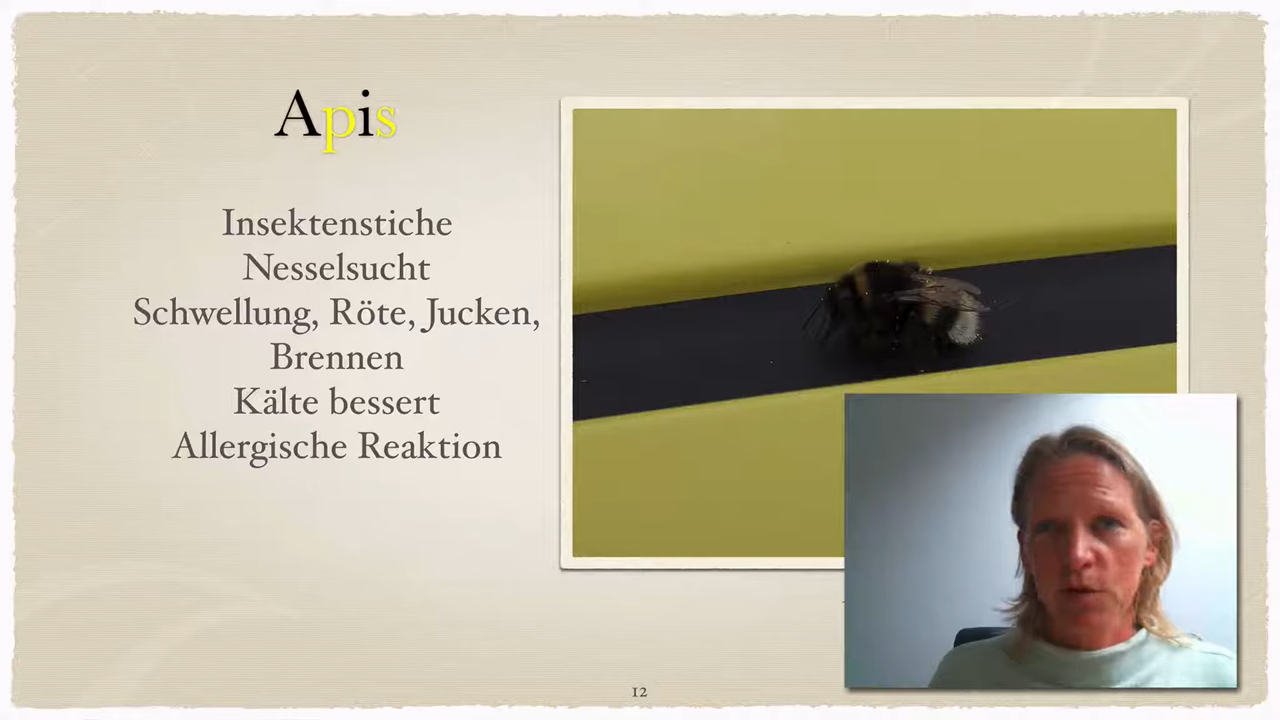 Apis
Insektenstiche
Nesselsucht
Schwellung, Röte, Jucken,
Brennen
Kälte bessert
Allergische Reaktion
12